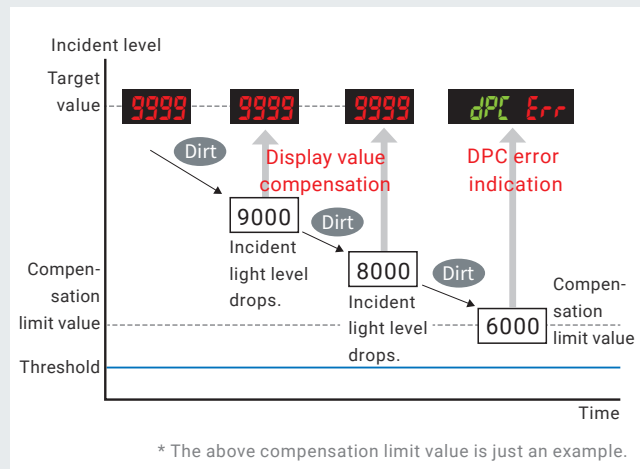 Incident level
Target
value
9999
9999
9999
dPC Err
Dirt
Display value
compensation
DPC error
indication
9000
Dirt
Incident
light level
drops.
8000
Dirt
Incident
light level
drops.
Compen-
sation
limit value
6000
Compen-
sation
limit value
Threshold
Time
* The above compensation limit value is just an example.